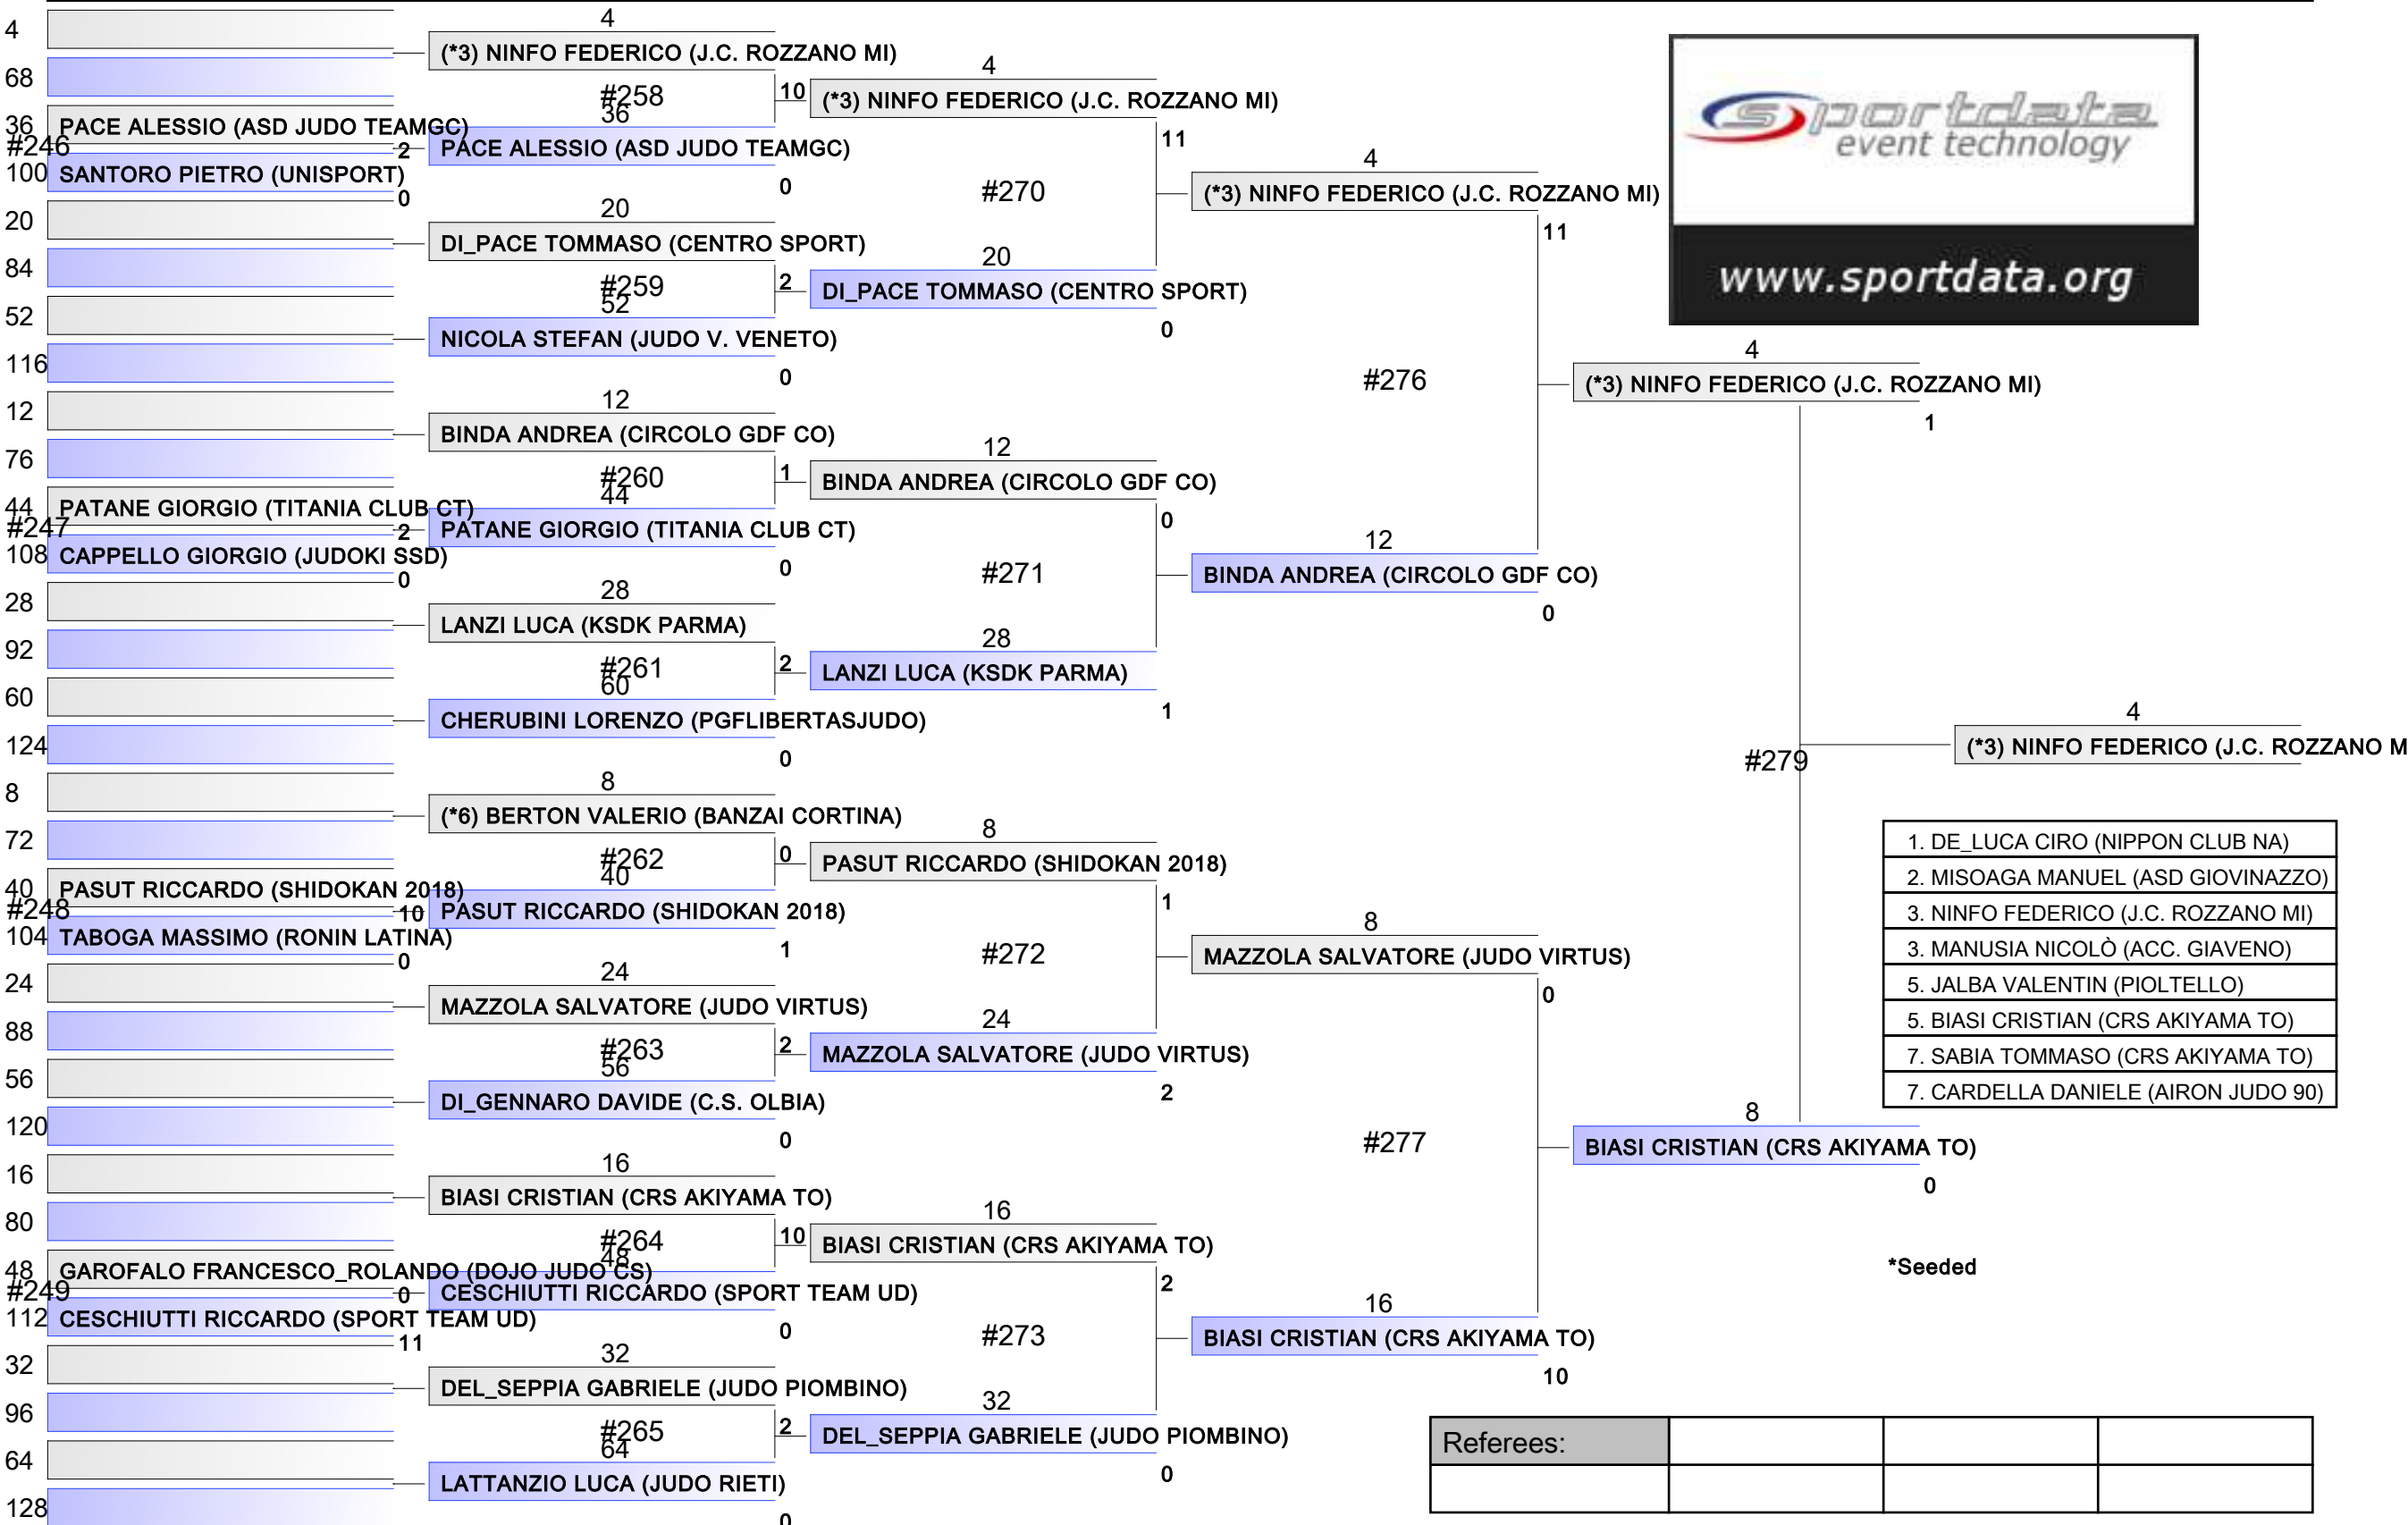 4
68
36
#246
100
20
84
52
116
12
76
44
#247
108
28
92
60
124
8
72
40
#248
104
24
88
56
120
16
80
48
#249
112
32
96
64
128
PACE ALESSIO (ASD JUDO TEAMGC)
2
SANTORO PIETRO (UNISPORT)
0
PATANE GIORGIO (TITANIA CLUB CT)
2
CAPPELLO GIORGIO (JUDOKI SSD)
0
PASUT RICCARDO (SHIDOKAN 2018)
10
TABOGA MASSIMO (RONIN LATINA)
0
GAROFALO FRANCESCO_ROLANDO (DOJO JUDO CS)
0
CESCHIUTTI RICCARDO (SPORT TEAM UD)
11
4
(*3) NINFO FEDERICO (J.C. ROZZANO MI)
10
#258
36
PACE ALESSIO (ASD JUDO TEAMGC)
0
20
DI_PACE TOMMASO (CENTRO SPORT)
2
#259
52
NICOLA STEFAN (JUDO V. VENETO)
0
12
BINDA ANDREA (CIRCOLO GDF CO)
1
#260
44
PATANE GIORGIO (TITANIA CLUB CT)
0
28
LANZI LUCA (KSDK PARMA)
2
#261
60
CHERUBINI LORENZO (PGFLIBERTASJUDO)
0
8
(*6) BERTON VALERIO (BANZAI CORTINA)
0
#262
40
PASUT RICCARDO (SHIDOKAN 2018)
1
24
MAZZOLA SALVATORE (JUDO VIRTUS)
2
#263
56
DI_GENNARO DAVIDE (C.S. OLBIA)
0
16
BIASI CRISTIAN (CRS AKIYAMA TO)
10
#264
48
CESCHIUTTI RICCARDO (SPORT TEAM UD)
0
32
DEL_SEPPIA GABRIELE (JUDO PIOMBINO)
2
#265
64
LATTANZIO LUCA (JUDO RIETI)
0
4
(*3) NINFO FEDERICO (J.C. ROZZANO MI)
11
#270
20
DI_PACE TOMMASO (CENTRO SPORT)
0
12
BINDA ANDREA (CIRCOLO GDF CO)
0
#271
28
LANZI LUCA (KSDK PARMA)
1
8
PASUT RICCARDO (SHIDOKAN 2018)
1
#272
24
MAZZOLA SALVATORE (JUDO VIRTUS)
2
16
BIASI CRISTIAN (CRS AKIYAMA TO)
2
#273
32
DEL_SEPPIA GABRIELE (JUDO PIOMBINO)
0
4
(*3) NINFO FEDERICO (J.C. ROZZANO MI)
11
#276
12
BINDA ANDREA (CIRCOLO GDF CO)
0
8
MAZZOLA SALVATORE (JUDO VIRTUS)
0
#277
16
BIASI CRISTIAN (CRS AKIYAMA TO)
10
sportdata
event technology
www.sportdata.org
4
(*3) NINFO FEDERICO (J.C. ROZZANO MI)
1
#279
8
BIASI CRISTIAN (CRS AKIYAMA TO)
0
4
(*3) NINFO FEDERICO (J.C. ROZZANO M
1. DE_LUCA CIRO (NIPPON CLUB NA)
2. MISOAGA MANUEL (ASD GIOVINAZZO)
3. NINFO FEDERICO (J.C. ROZZANO MI)
3. MANUSIA NICOLÒ (ACC. GIAVENO)
5. JALBA VALENTIN (PIOLTELLO)
5. BIASI CRISTIAN (CRS AKIYAMA TO)
7. SABIA TOMMASO (CRS AKIYAMA TO)
7. CARDELLA DANIELE (AIRON JUDO 90)
*Seeded
Referees: